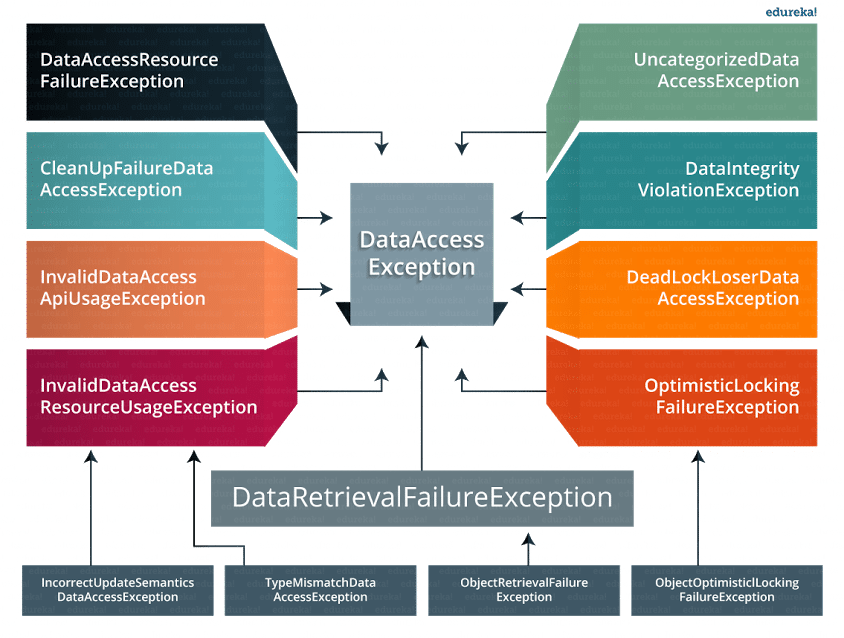 edureka!
DataAccessResource
FailureException
CleanUpFailureData
AccessException
InvalidDataAccess
ApiUsageException
InvalidDataAccess
ResourceUsageException
DataAccess
Exception
UncategorizedData
AccessException
DataIntegrity
ViolationException
DeadLockLoserData
AccessException
OptimisticLocking
FailureException
DataRetrievalFailureException
IncorrectUpdateSemantics
DataAccessException
TypeMismatchData
AccessException
ObjectRetrievalFailure
Exception
ObjectOptimisticlLocking
FailureException